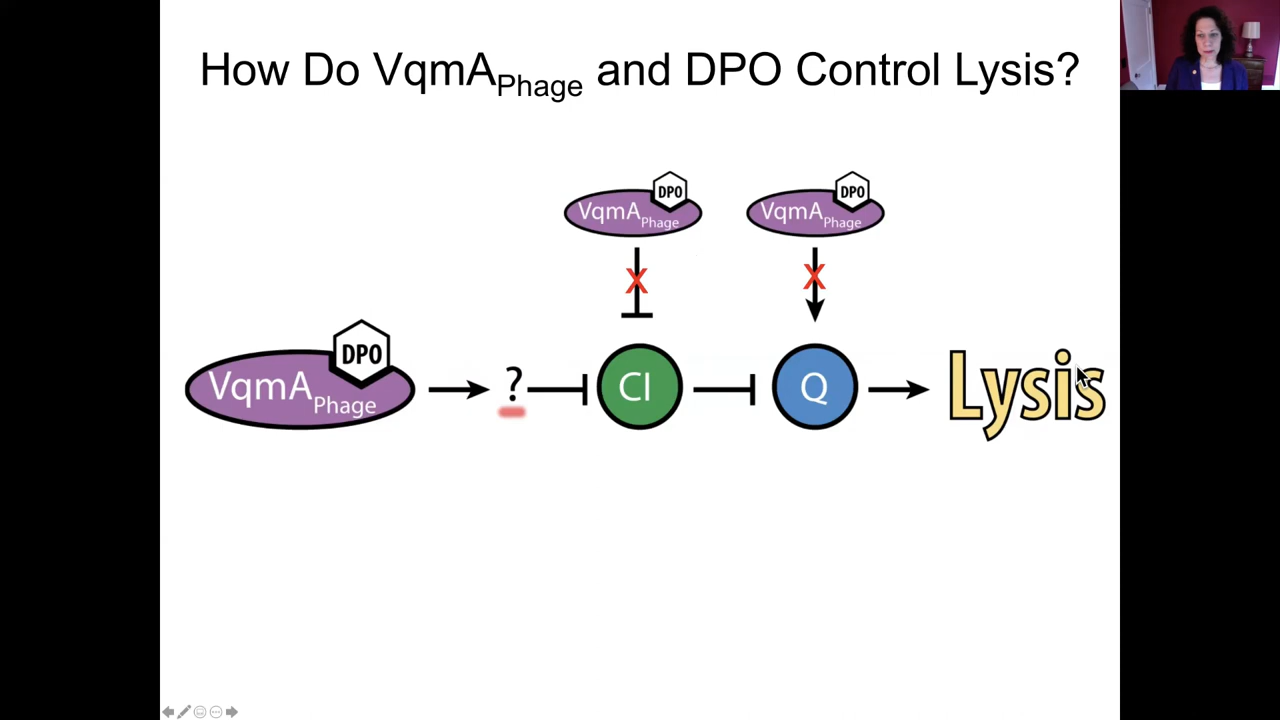 How Do VqmAPhage and DPO Control Lysis?
DPO DPO
VqmAPhage VqmAPhage
X X
DPO
VqmAPhage ? CI Q Lysis